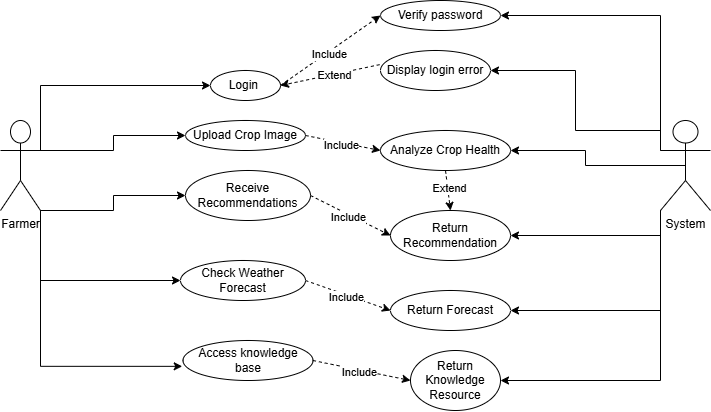 Verify password
Include
Display login error
Extend
Login
Upload Crop Image
Include
Analyze Crop Health
Extend
Receive
Recommendations
Include
Return
Recommendation
Farmer
System
Check Weather
Forecast
Include
Return Forecast
Access knowledge
base
Include
Return
Knowledge
Resource